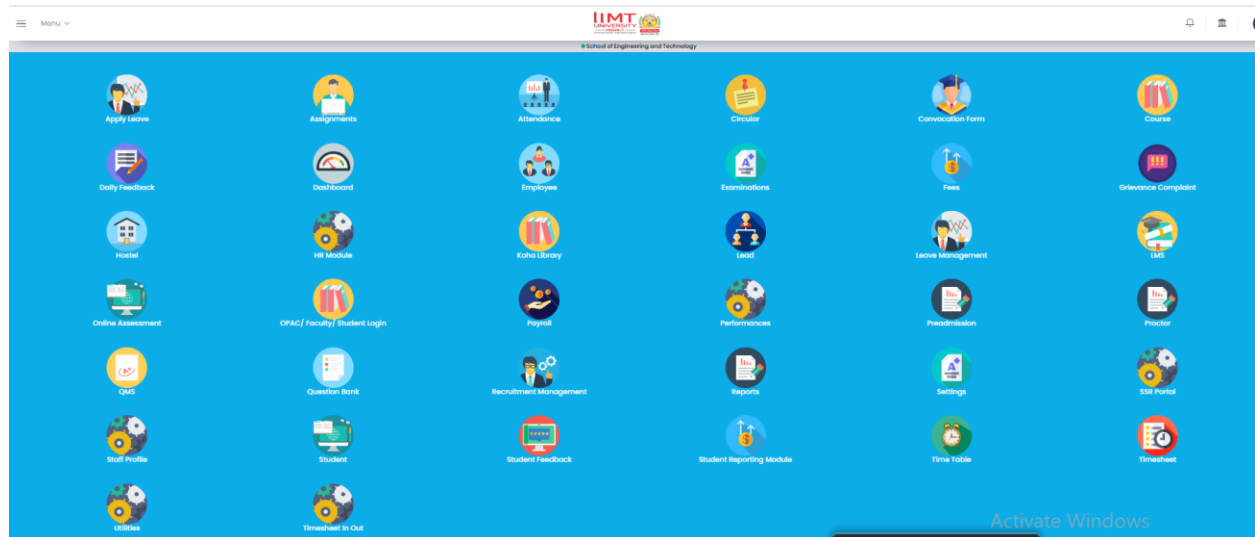 Menu
IIMT
UNIVERSITY
School of Engineering and Technology
Apply Leave
Assignments
Attendance
Circular
Convocation Form
Course
Daily Feedback
Dashboard
Employee
Examinations
Fees
Grievance Complaint
Hostel
HR Module
Koha Library
Lead
Leave Management
LMS
Online Assessment
OPAC/ Faculty/ Student Login
Payroll
Performances
Preadmission
Proctor
QMS
Question Bank
Recruitment Management
Reports
Settings
SSR Portal
Staff Profile
Student
Student Feedback
Student Reporting Module
Time Table
Timesheet
Utilities
Timesheet In Out
Activate Windows